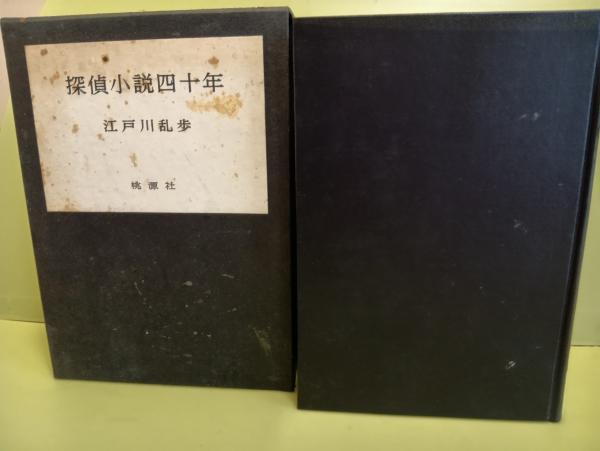 探偵小説四十年
江戸川乱歩
桃源社